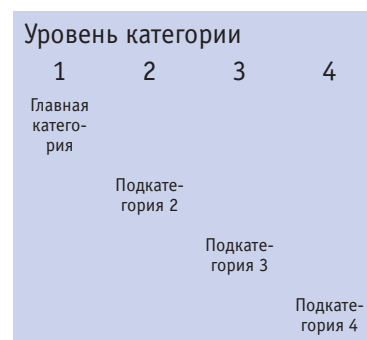 Уровень категории
1 2 3 4
Главная
катего-
рия
Подкате-
гория 2
Подкате-
гория 3
Подкате-
гория 4